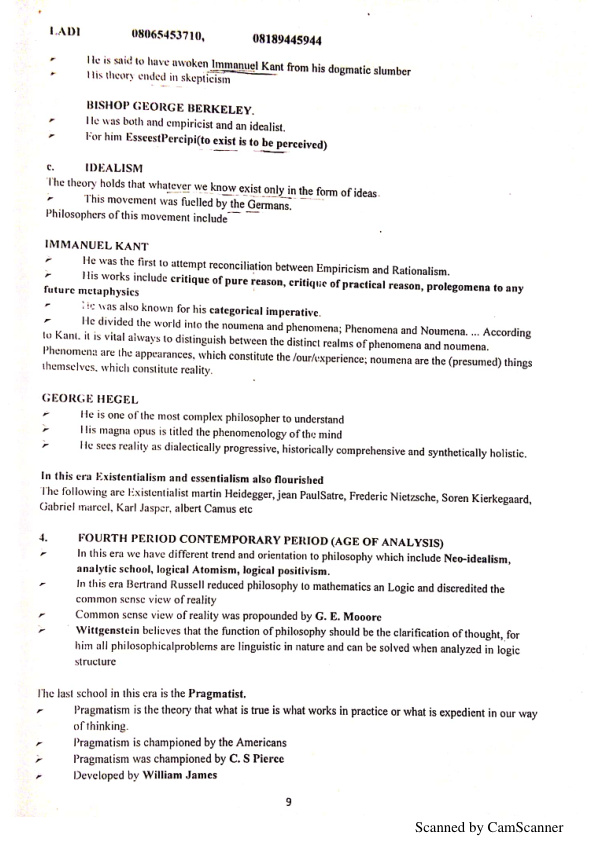 LADI 08065453710, 08189445944
He is said to have awoken Immanuel Kant from his dogmatic slumber
His theory ended in skepticism
BISHOP GEORGE BERKELEY.
He was both and empiricist and an idealist.
For him EsseestPercipi(to exist is to be perceived)
c. IDEALISM
The theory holds that whatever we know exist only in the form of ideas.
This movement was fuelled by the Germans.
Philosophers of this movement include
IMMANUEL KANT
He was the first to attempt reconciliation between Empiricism and Rationalism.
His works include critique of pure reason, critique of practical reason, prolegomena to any
future metaphysics
He was also known for his categorical imperative.
He divided the world into the noumena and phenomena; Phenomena and Noumena. ... According
to Kant, it is vital always to distinguish between the distinct realms of phenomena and noumena.
Phenomena are the appearances, which constitute the /our/experience; noumena are the (presumed) things
themselves, which constitute reality.
GEORGE HEGEL
He is one of the most complex philosopher to understand
His magna opus is titled the phenomenology of the mind
He sees reality as dialectically progressive, historically comprehensive and synthetically holistic.
In this era Existentialism and essentialism also flourished
The following are Existentialist martin Heidegger, jean PaulSatre, Frederic Nietzsche, Soren Kierkegaard,
Gabriel marcel, Karl Jasper, albert Camus etc
4. FOURTH PERIOD CONTEMPORARY PERIOD (AGE OF ANALYSIS)
In this era we have different trend and orientation to philosophy which include Neo-idealism,
analytic school, logical Atomism, logical positivism.
In this era Bertrand Russell reduced philosophy to mathematics an Logic and discredited the
common sense view of reality
Common sense view of reality was propounded by G. E. Mooore
Wittgenstein believes that the function of philosophy should be the clarification of thought, for
him all philosophicalproblems are linguistic in nature and can be solved when analyzed in logic
structure
The last school in this era is the Pragmatist.
Pragmatism is the theory that what is true is what works in practice or what is expedient in our way
of thinking.
Pragmatism is championed by the Americans
Pragmatism was championed by C. S Pierce
Developed by William James
9
Scanned by CamScanner